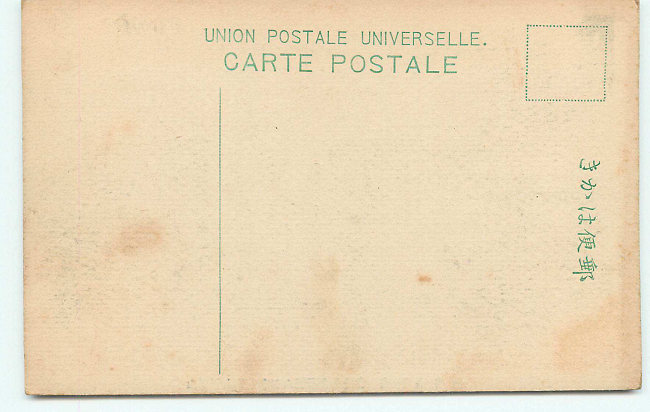 UNION POSTALE UNIVERSELLE.
CARTE POSTALE
郵便はかき